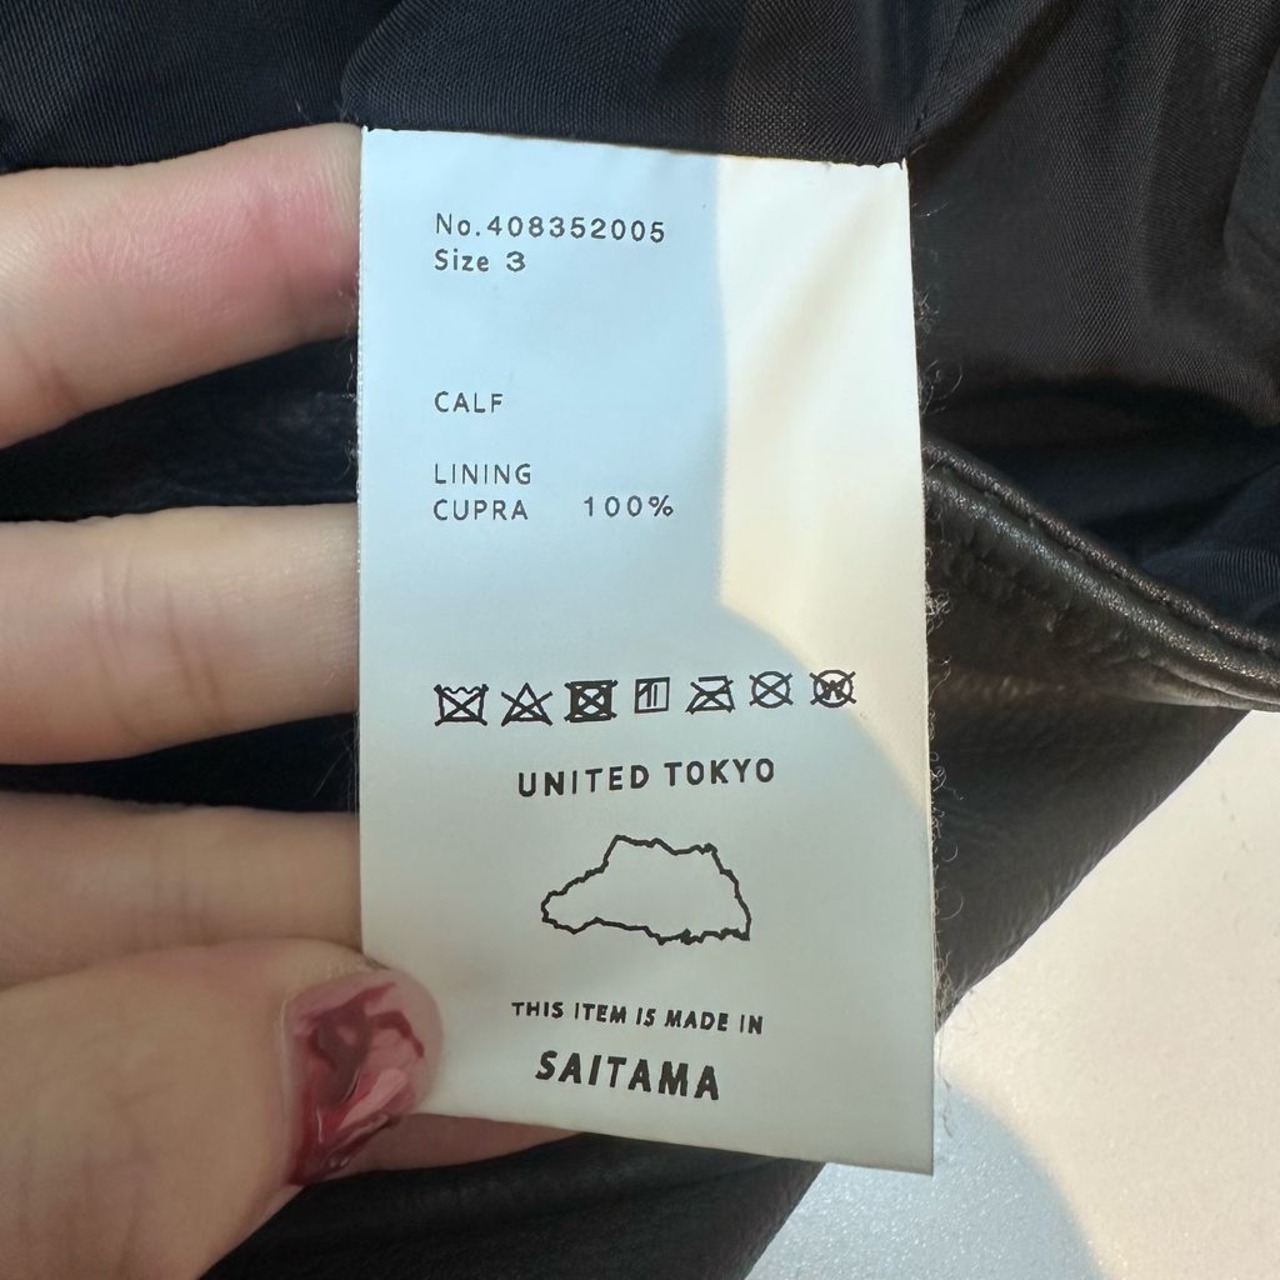 No.408352005
Size 3
CALF
LINING
CUPRA 100%
W
UNITED TOKYO
THIS ITEM IS MADE IN
SAITAMA